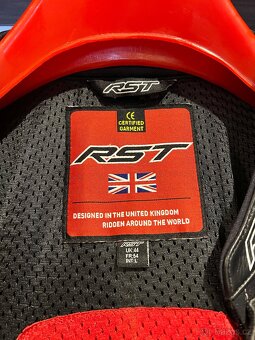 RST
CE
CERTIFIED
GARMENT
RST
DESIGNED IN THE UNITED KINGDOM
RIDDEN AROUND THE WORLD
RST
UK:44
FR:54
INT:L